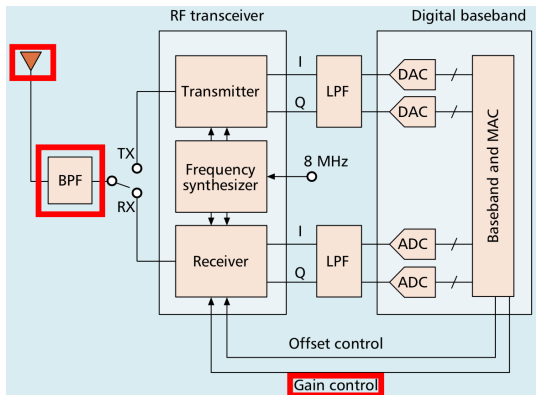 RF transceiver
Digital baseband
I
Transmitter
LPF
DAC
Q
DAC
TX
8 MHz
Frequency
synthesizer
BPF
RX
Baseband and MAC
I
ADC
Receiver
LPF
Q
ADC
Offset control
Gain control